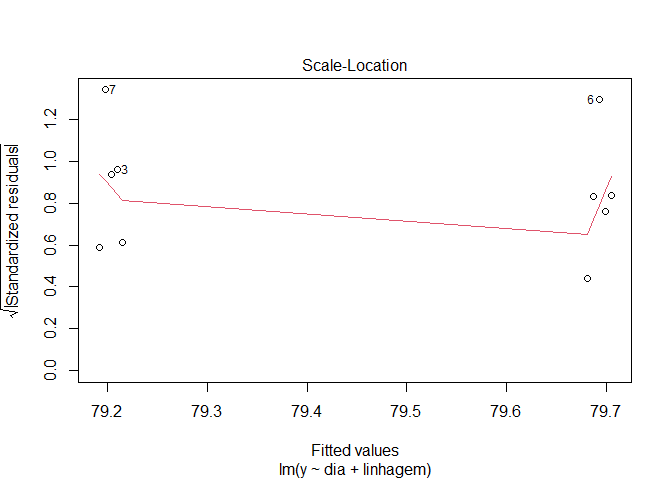 Scale-Location
√|Standardized residuals|
0.0 0.2 0.4 0.6 0.8 1.0 1.2
7
3
6
79.2 79.3 79.4 79.5 79.6 79.7
Fitted values
lm(y ~ dia + linhagem)